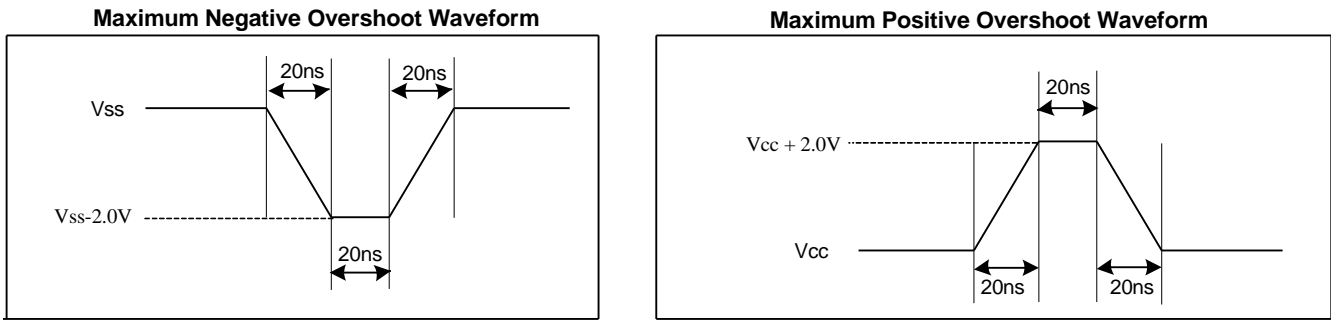 Maximum Negative Overshoot Waveform
20ns
20ns
Vss
Vss-2.0V
20ns
Maximum Positive Overshoot Waveform
20ns
Vcc + 2.0V
Vcc
20ns
20ns